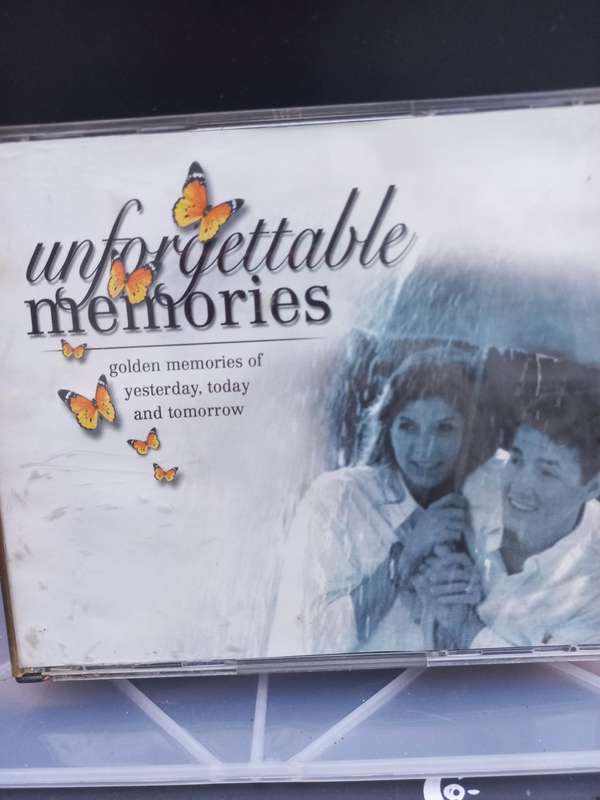 unforgettable
memories
golden memories of
yesterday, today
and tomorrow